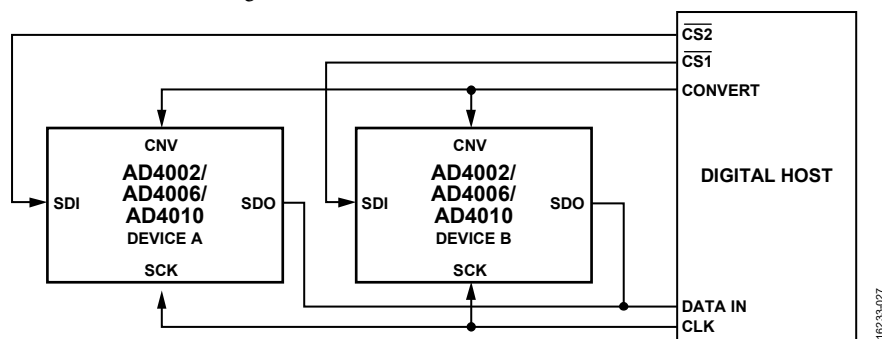 CS2
CS1
CONVERT
CNV
CNV
AD4002/
AD4006/
AD4010
DEVICE A
SDI
SDO
SCK
AD4002/
AD4006/
AD4010
DEVICE B
SDI
SDO
SCK
DIGITAL HOST
DATA IN
CLK
16233-027